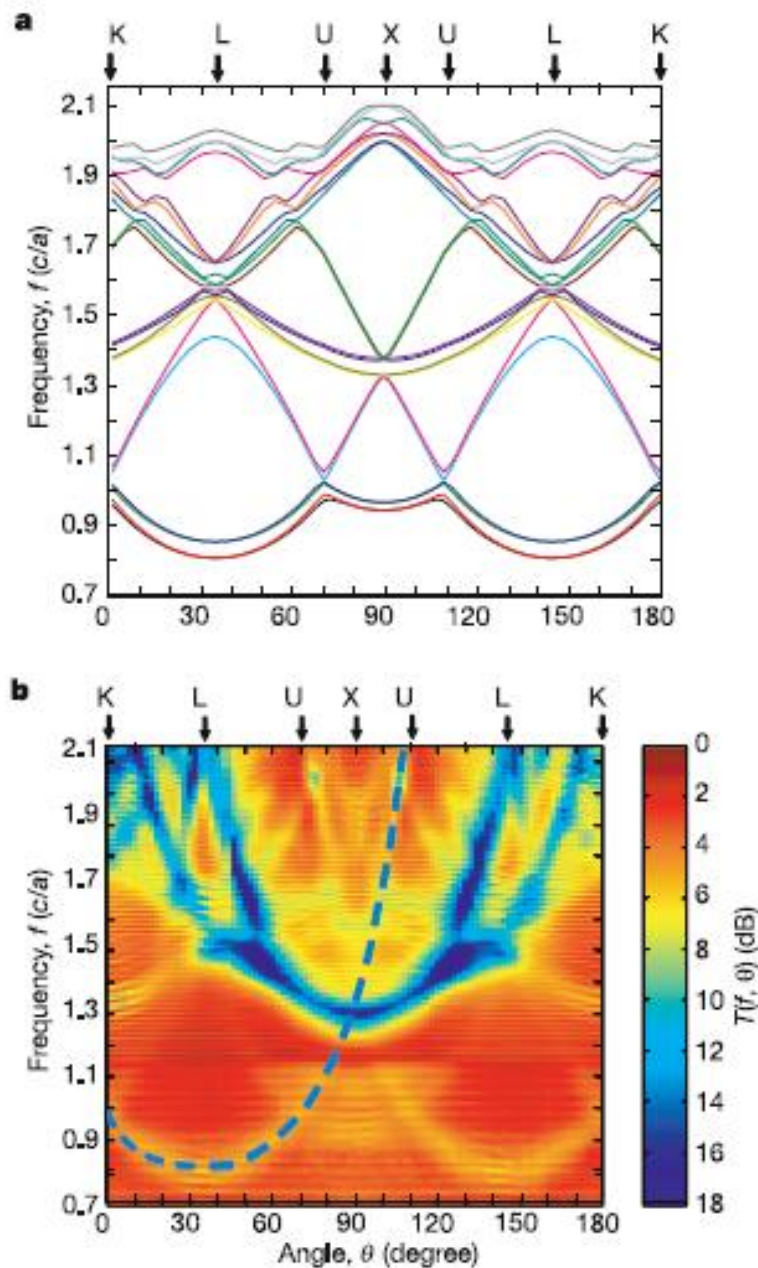 a
K L U X U L K
2.1
1.9
1.7
1.5
1.3
1.1
0.9
0.7
Frequency, f (c/a)
0 30 60 90 120 150 180
b
K L U X U L K
2.1
1.9
1.7
1.5
1.3
1.1
0.9
0.7
Frequency, f (c/a)
0 30 60 90 120 150 180
Angle, θ (degree)
0
2
4
6
8
10
12
14
16
18
T(f, θ) (dB)